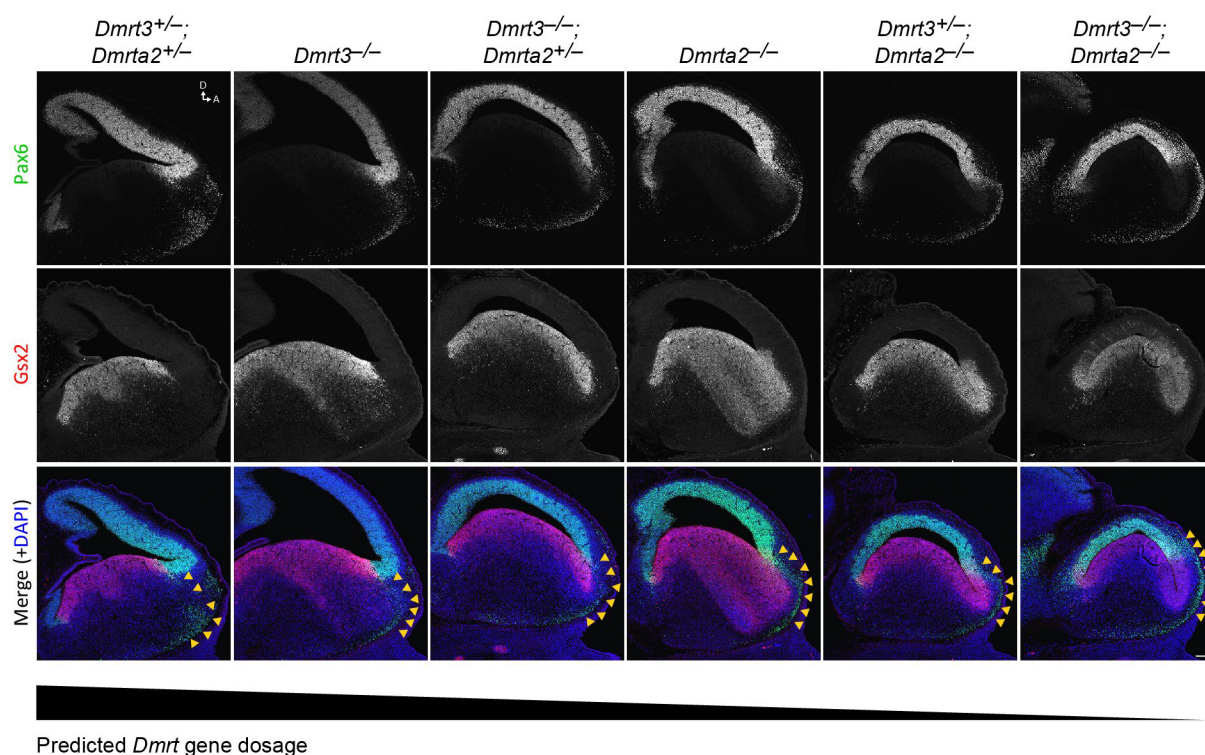 Dmrt3+/–; Dmrt3–/–; Dmrt3+/–; Dmrt3–/–;
Dmrta2+/– Dmrt3–/– Dmrta2+/– Dmrta2–/– Dmrta2–/– Dmrta2–/–
D
A
Pax6
Gsx2
Merge (+DAPI)
Predicted Dmrt gene dosage